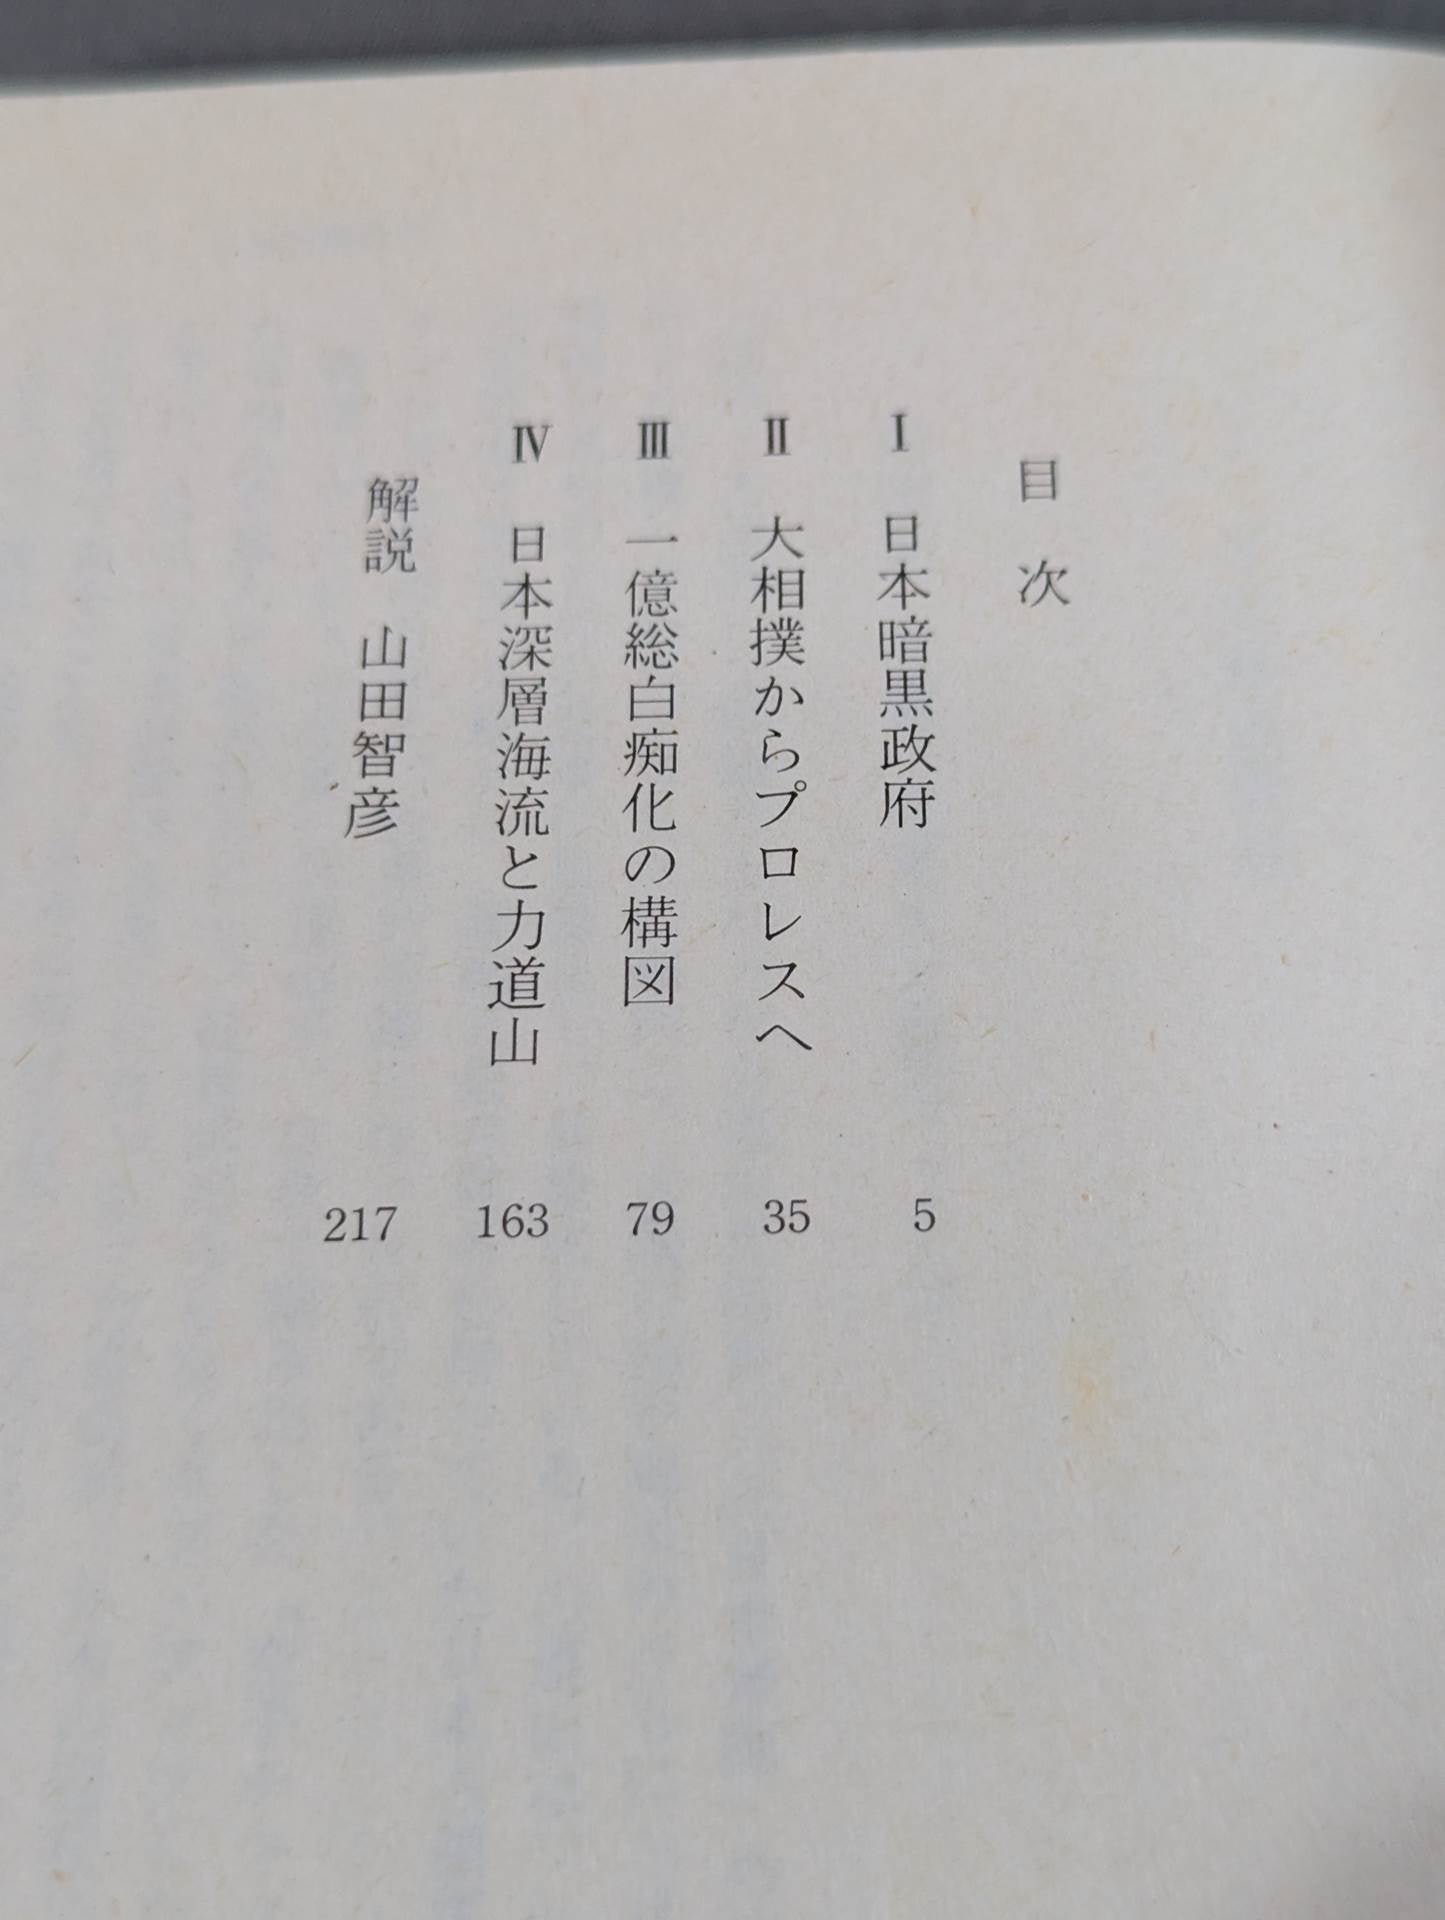 目次
Ⅰ 日本暗黒政府 5
Ⅱ 大相撲からプロレスへ 35
Ⅲ 一億総白痴化の構図 79
Ⅳ 日本深層海流と力道山 163
解説 山田智彦 217